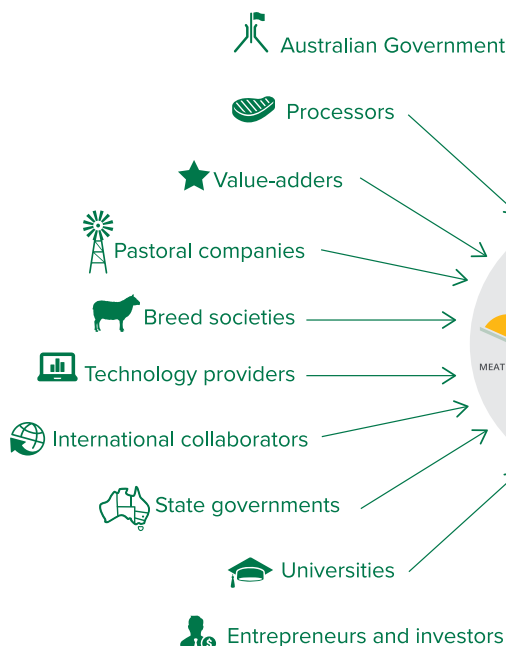 Australian Government
Processors
Value-adders
Pastoral companies
Breed societies
MEAT
Technology providers
International collaborators
State governments
Universities
Entrepreneurs and investors